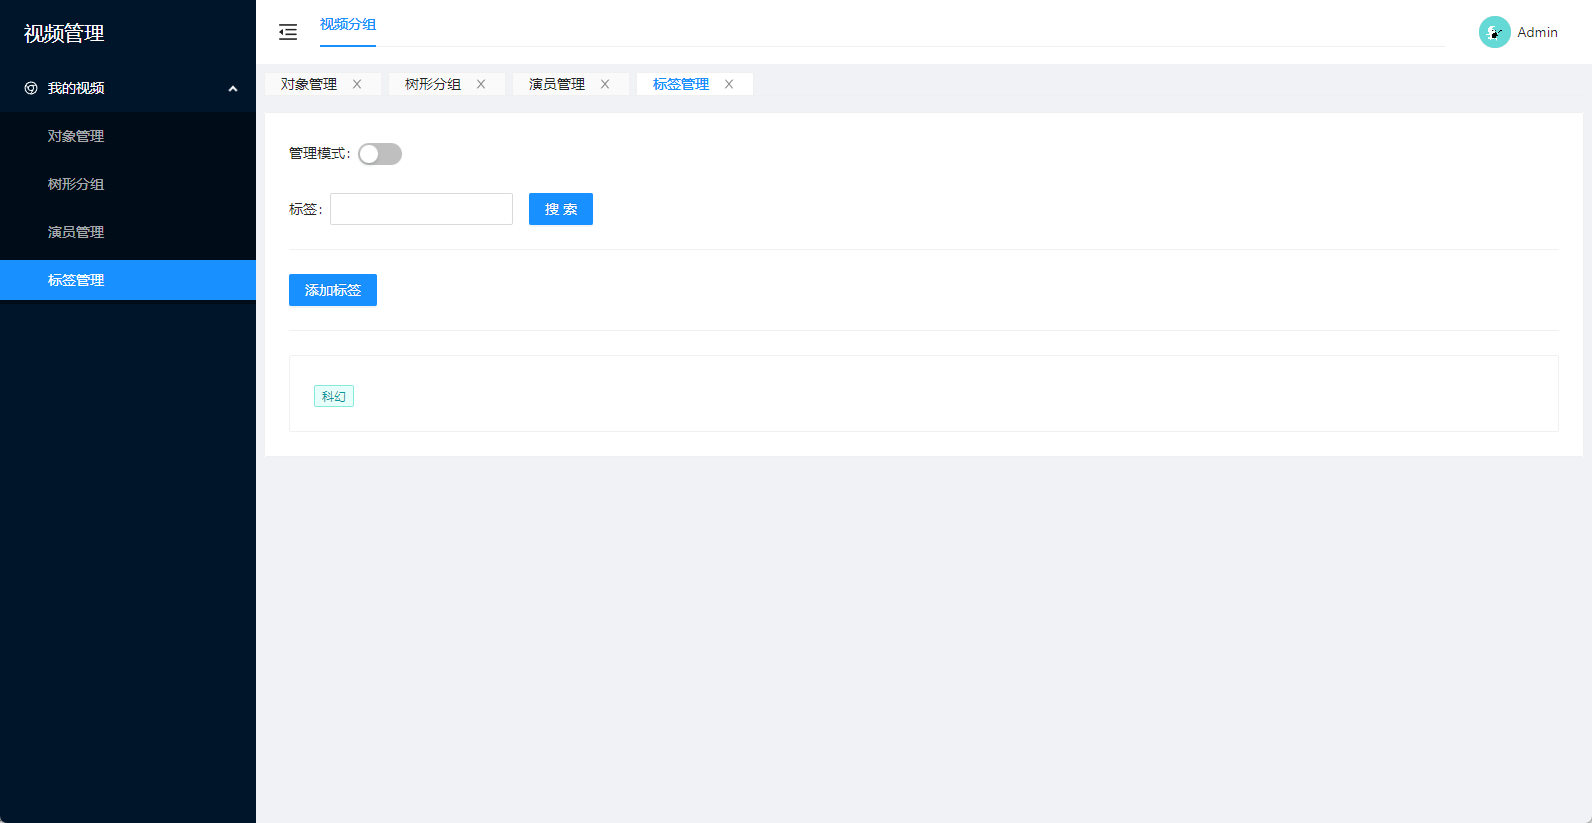 视频管理
我的视频
对象管理
树形分组
演员管理
标签管理
视频分组
Admin
对象管理
树形分组
演员管理
标签管理
管理模式:
标签:
搜 索
添加标签
科幻